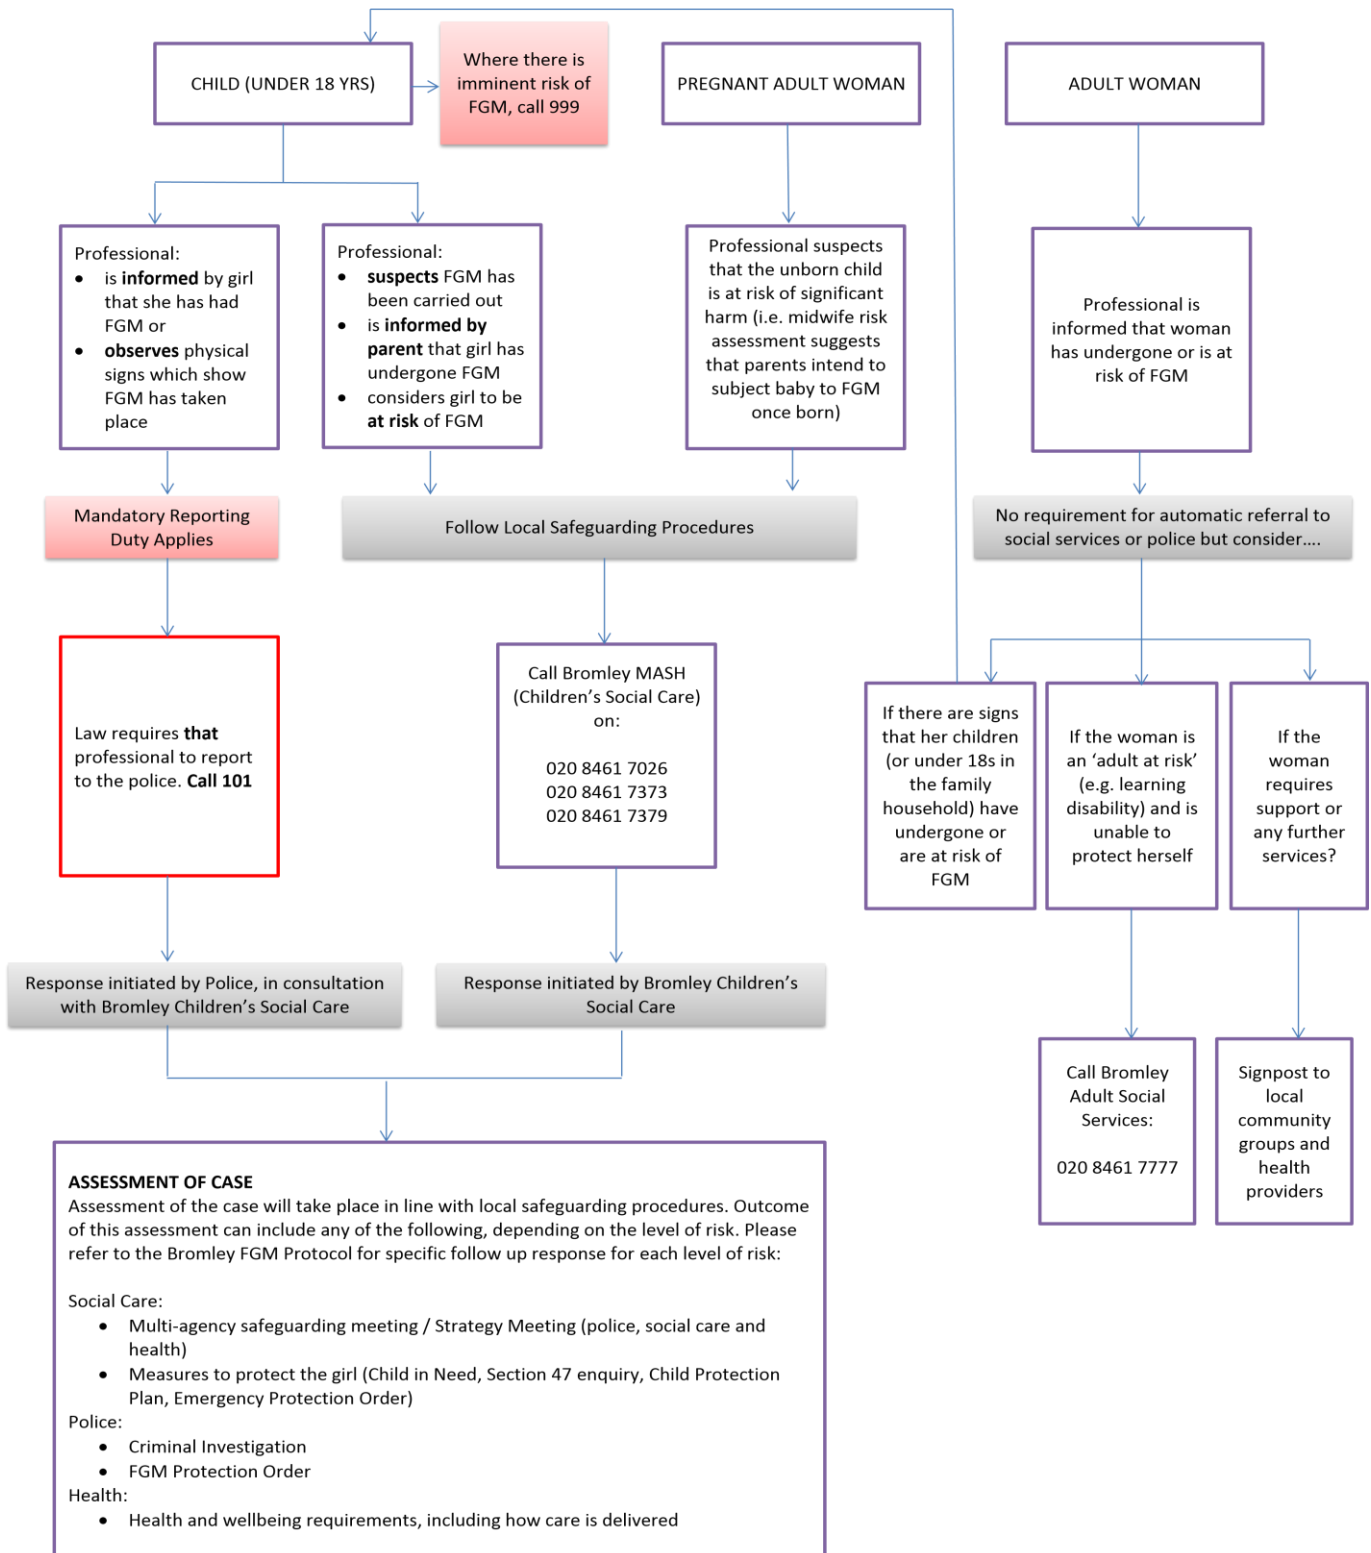 CHILD (UNDER 18 YRS)
Where there is
imminent risk of
FGM, call 999
PREGNANT ADULT WOMAN
ADULT WOMAN
Professional:
• is informed by girl
that she has had
FGM or
• observes physical
signs which show
FGM has taken
place
Professional:
• suspects FGM has
been carried out
• is informed by
parent that girl has
undergone FGM
• considers girl to be
at risk of FGM
Professional suspects
that the unborn child
is at risk of significant
harm (i.e. midwife risk
assessment suggests
that parents intend to
subject baby to FGM
once born)
Professional is
informed that woman
has undergone or is at
risk of FGM
Mandatory Reporting
Duty Applies
Follow Local Safeguarding Procedures
No requirement for automatic referral to
social services or police but consider....
Law requires that
professional to report
to the police. Call 101
Call Bromley MASH
(Children’s Social Care)
on:
020 8461 7026
020 8461 7373
020 8461 7379
If there are signs
that her children
(or under 18s in
the family
household) have
undergone or
are at risk of
FGM
If the woman is
an ‘adult at risk’
(e.g. learning
disability) and is
unable to
protect herself
If the
woman
requires
support or
any further
services?
Response initiated by Police, in consultation
with Bromley Children’s Social Care
Response initiated by Bromley Children’s
Social Care
Call Bromley
Adult Social
Services:
020 8461 7777
Signpost to
local
community
groups and
health
providers
ASSESSMENT OF CASE
Assessment of the case will take place in line with local safeguarding procedures. Outcome
of this assessment can include any of the following, depending on the level of risk. Please
refer to the Bromley FGM Protocol for specific follow up response for each level of risk:
Social Care:
• Multi-agency safeguarding meeting / Strategy Meeting (police, social care and
health)
• Measures to protect the girl (Child in Need, Section 47 enquiry, Child Protection
Plan, Emergency Protection Order)
Police:
• Criminal Investigation
• FGM Protection Order
Health:
• Health and wellbeing requirements, including how care is delivered